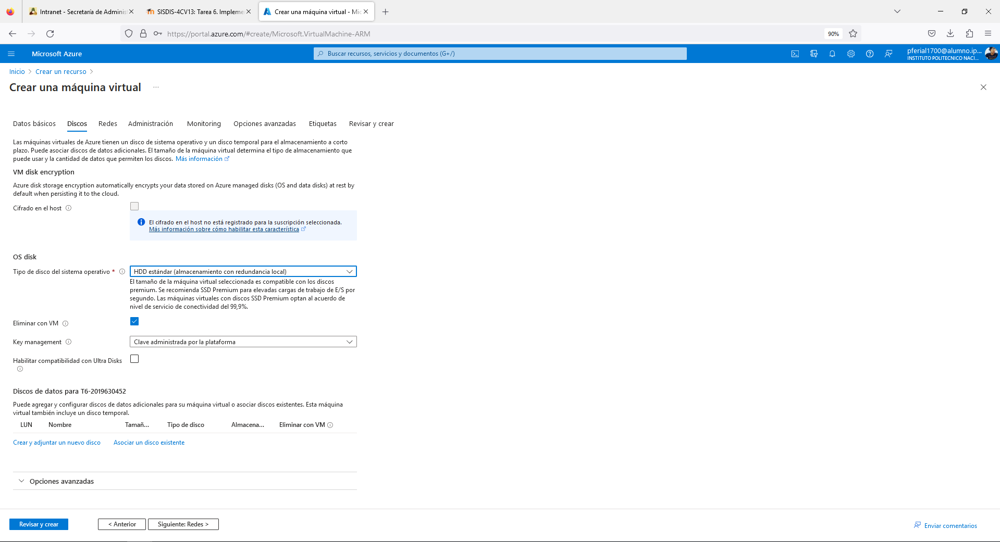 Intranet - Secretaría de Adminis
SISDIS-4CV13: Tarea 6. Impleme
Crear una máquina virtual - Mic
https://portal.azure.com/#create/Microsoft.VirtualMachine-ARM
90%
Microsoft Azure
Buscar recursos, servicios y documentos (G+/)
pferial1700@alumno.ip...
INSTITUTO POLITECNICO NACI...
Inicio > Crear un recurso >
Crear una máquina virtual ...
Datos básicos Discos Redes Administración Monitoring Opciones avanzadas Etiquetas Revisar y crear
Las máquinas virtuales de Azure tienen un disco de sistema operativo y un disco temporal para el almacenamiento a corto
plazo. Puede asociar discos de datos adicionales. El tamaño de la máquina virtual determina el tipo de almacenamiento que
puede usar y la cantidad de datos que permiten los discos. Más información
VM disk encryption
Azure disk storage encryption automatically encrypts your data stored on Azure managed disks (OS and data disks) at rest by
default when persisting it to the cloud.
Cifrado en el host
El cifrado en el host no está registrado para la suscripción seleccionada.
Más información sobre cómo habilitar esta característica
OS disk
Tipo de disco del sistema operativo *
HDD estándar (almacenamiento con redundancia local)
El tamaño de la máquina virtual seleccionada es compatible con los discos
premium. Se recomienda SSD Premium para elevadas cargas de trabajo de E/S por
segundo. Las máquinas virtuales con discos SSD Premium optan al acuerdo de
nivel de servicio de conectividad del 99,9%.
Eliminar con VM
Key management
Clave administrada por la plataforma
Habilitar compatibilidad con Ultra Disks
Discos de datos para T6-2019630452
Puede agregar y configurar discos de datos adicionales para su máquina virtual o asociar discos existentes. Esta máquina
virtual también incluye un disco temporal.
LUN Nombre Tamañ... Tipo de disco Almacena... Eliminar con VM
Crear y adjuntar un nuevo disco Asociar un disco existente
Opciones avanzadas
Revisar y crear < Anterior Siguiente: Redes >
Enviar comentarios